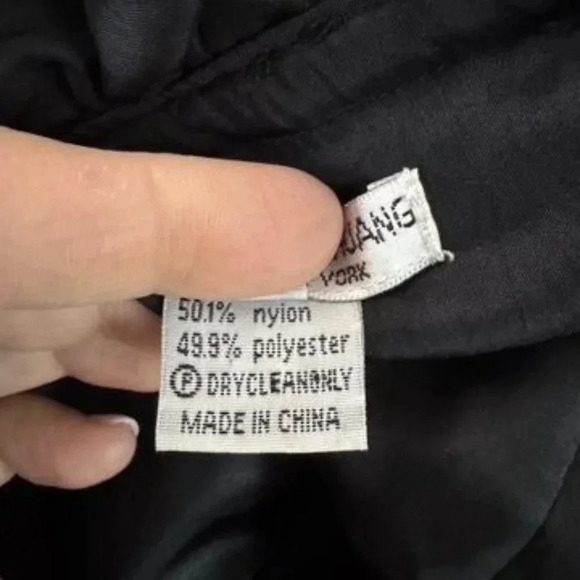 YORK
50.1% nylon
49.9% polyester
Ⓟ DRYCLEANONLY
MADE IN CHINA